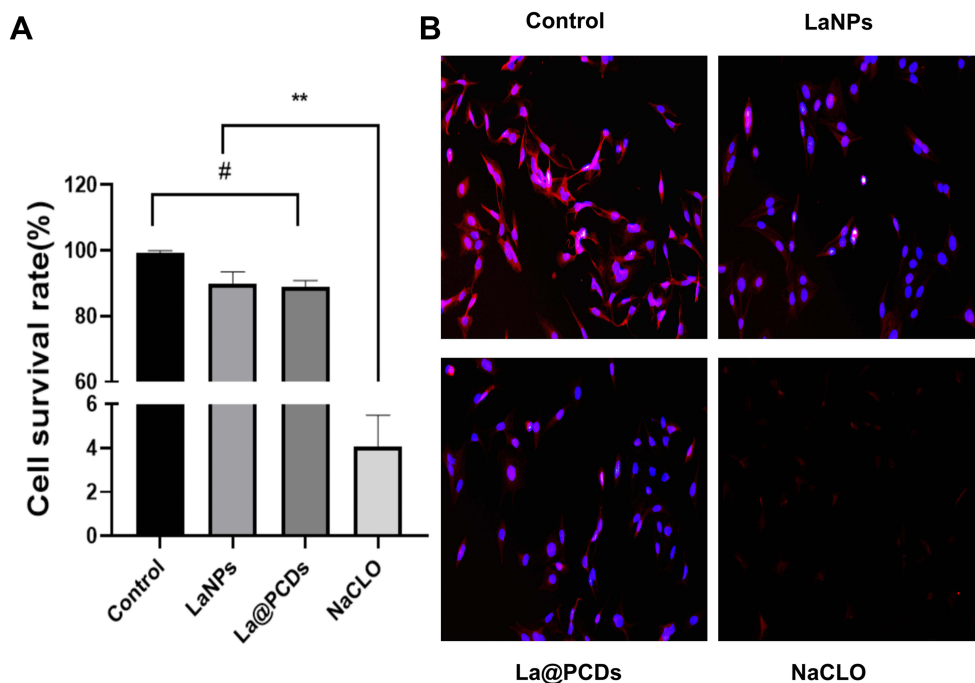 A
B
Control
LaNPs
**
#
Cell survival rate(%)
120
100
80
60
6
4
2
0
Control
LaNPs
La@PCDs
NaCLO
La@PCDs
NaCLO